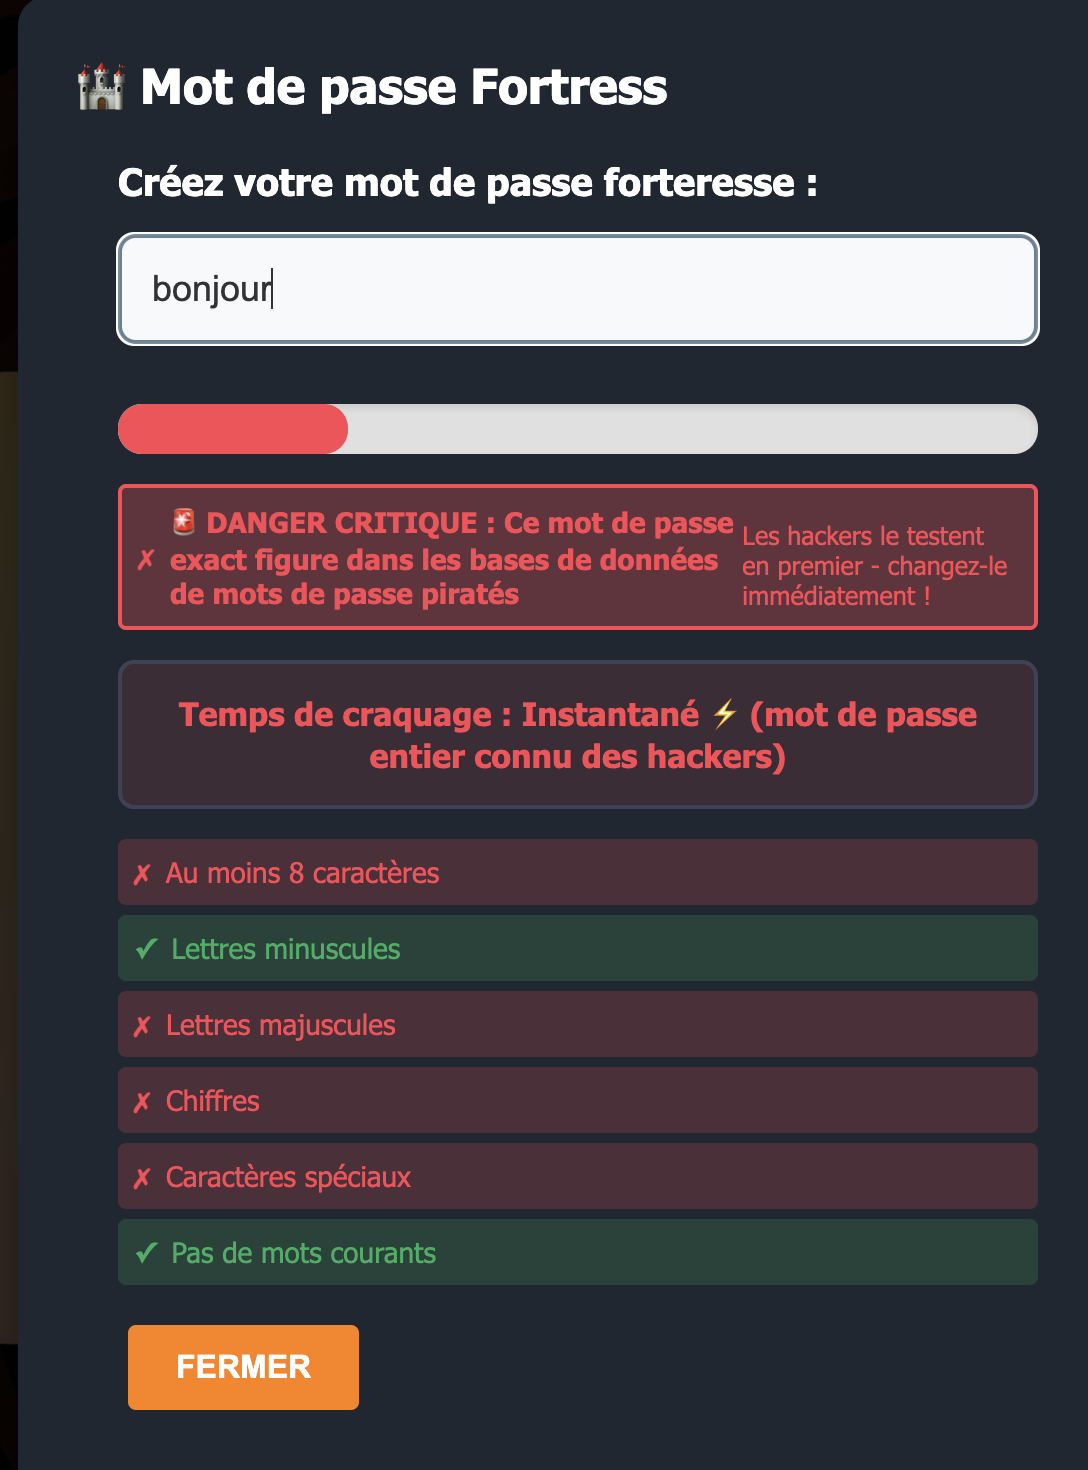 🏰 Mot de passe Fortress
Créez votre mot de passe forteresse :
bonjour
🚨 DANGER CRITIQUE : Ce mot de passe
✗ exact figure dans les bases de données
de mots de passe piratés
Les hackers le testent
en premier - changez-le
immédiatement !
Temps de craquage : Instantané ⚡ (mot de passe
entier connu des hackers)
✗ Au moins 8 caractères
✓ Lettres minuscules
✗ Lettres majuscules
✗ Chiffres
✗ Caractères spéciaux
✓ Pas de mots courants
FERMER